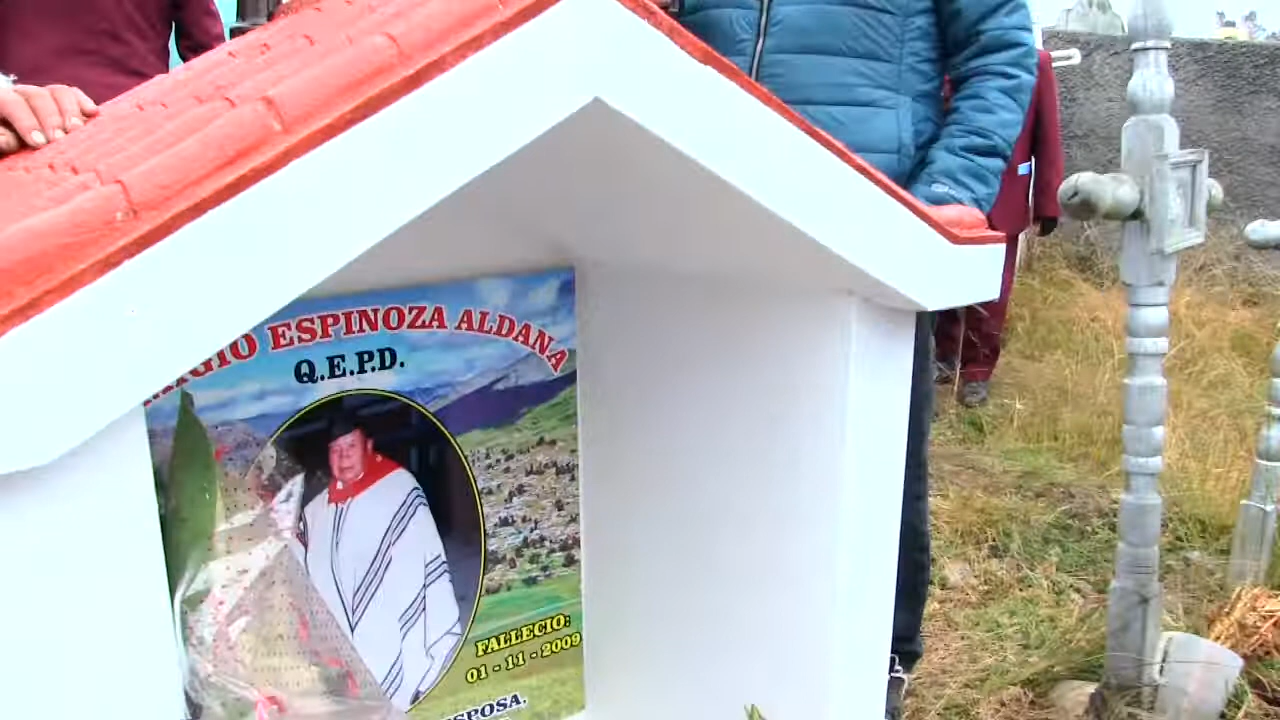 ESPINOZA ALDANA
Q.E.P.D.
FALLECIO:
01 - 11 - 2009